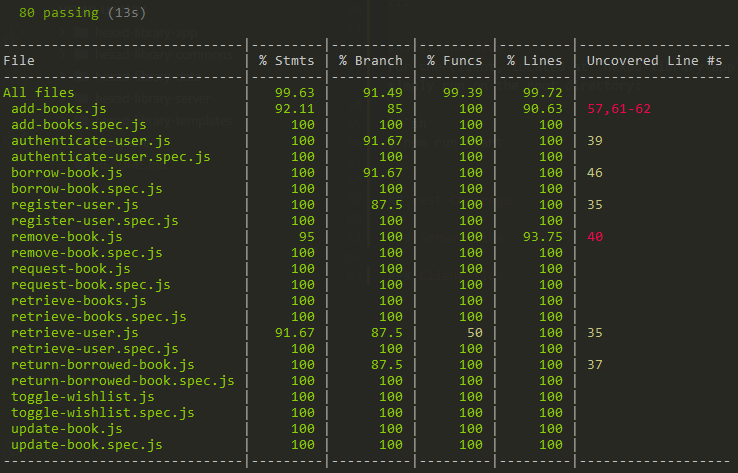 80 passing (13s)
--------------------------------|----------|----------|----------|----------|-------------------|
File                            |  % Stmts | % Branch |  % Funcs |  % Lines | Uncovered Line #s |
--------------------------------|----------|----------|----------|----------|-------------------|
All files                       |    99.63 |    91.49 |    99.39 |    99.72 |                   |
 add-books.js                   |    92.11 |       85 |      100 |    90.63 | 57,61-62 |
 add-books.spec.js              |      100 |      100 |      100 |      100 |                   |
 authenticate-user.js           |      100 |    91.67 |      100 |      100 | 39 |
 authenticate-user.spec.js      |      100 |      100 |      100 |      100 |                   |
 borrow-book.js                 |      100 |    91.67 |      100 |      100 | 46 |
 borrow-book.spec.js            |      100 |      100 |      100 |      100 |                   |
 register-user.js               |      100 |     87.5 |      100 |      100 | 35 |
 register-user.spec.js          |      100 |      100 |      100 |      100 |                   |
 remove-book.js                 |       95 |      100 |      100 |    93.75 | 40 |
 remove-book.spec.js            |      100 |      100 |      100 |      100 |                   |
 request-book.js                |      100 |      100 |      100 |      100 |                   |
 request-book.spec.js           |      100 |      100 |      100 |      100 |                   |
 retrieve-books.js              |      100 |      100 |      100 |      100 |                   |
 retrieve-books.spec.js         |      100 |      100 |      100 |      100 |                   |
 retrieve-user.js               |    91.67 |     87.5 |       50 |      100 | 35 |
 retrieve-user.spec.js          |      100 |      100 |      100 |      100 |                   |
 return-borrowed-book.js        |      100 |     87.5 |      100 |      100 | 37 |
 return-borrowed-book.spec.js   |      100 |      100 |      100 |      100 |                   |
 toggle-wishlist.js             |      100 |      100 |      100 |      100 |                   |
 toggle-wishlist.spec.js        |      100 |      100 |      100 |      100 |                   |
 update-book.js                 |      100 |      100 |      100 |      100 |                   |
 update-book.spec.js            |      100 |      100 |      100 |      100 |                   |
--------------------------------|----------|----------|----------|----------|-------------------|